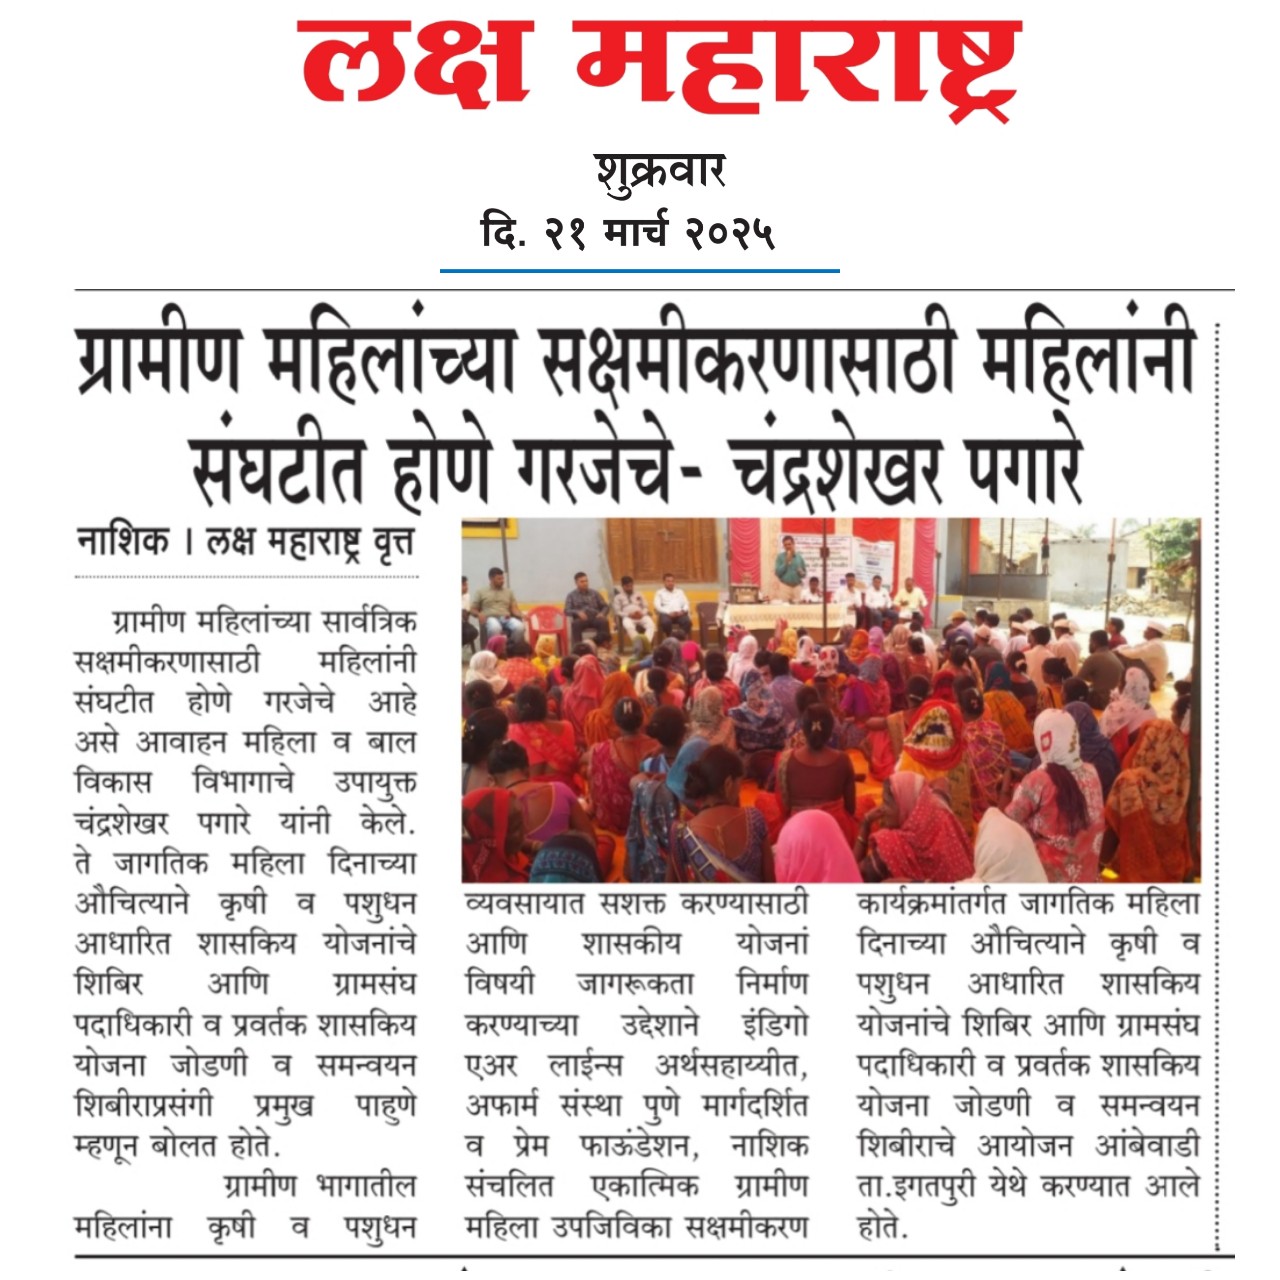 लक्ष महाराष्ट्र
शुक्रवार
दि. २१ मार्च २०२५
ग्रामीण महिलांच्या सक्षमीकरणासाठी महिलांनी
संघटीत होणे गरजेचे- चंद्रशेखर पगारे
नाशिक । लक्ष महाराष्ट्र वृत्त
ग्रामीण महिलांच्या सार्वत्रिक
सक्षमीकरणासाठी महिलांनी
संघटीत होणे गरजेचे आहे
असे आवाहन महिला व बाल
विकास विभागाचे उपायुक्त
चंद्रशेखर पगारे यांनी केले.
ते जागतिक महिला दिनाच्या
औचित्याने कृषी व पशुधन
आधारित शासकिय योजनांचे
शिबिर आणि ग्रामसंघ
पदाधिकारी व प्रवर्तक शासकिय
योजना जोडणी व समन्वयन
शिबीराप्रसंगी प्रमुख पाहुणे
म्हणून बोलत होते.
ग्रामीण भागातील
महिलांना कृषी व पशुधन
व्यवसायात सशक्त करण्यासाठी
आणि शासकीय योजनां
विषयी जागरूकता निर्माण
करण्याच्या उद्देशाने इंडिगो
एअर लाईन्स अर्थसहाय्यीत,
अफार्म संस्था पुणे मार्गदर्शित
व प्रेम फाऊंडेशन, नाशिक
संचलित एकात्मिक ग्रामीण
महिला उपजिविका सक्षमीकरण
कार्यक्रमांतर्गत जागतिक महिला
दिनाच्या औचित्याने कृषी व
पशुधन आधारित शासकिय
योजनांचे शिबिर आणि ग्रामसंघ
पदाधिकारी व प्रवर्तक शासकिय
योजना जोडणी व समन्वयन
शिबीराचे आयोजन आंबेवाडी
ता.इगतपुरी येथे करण्यात आले
होते.